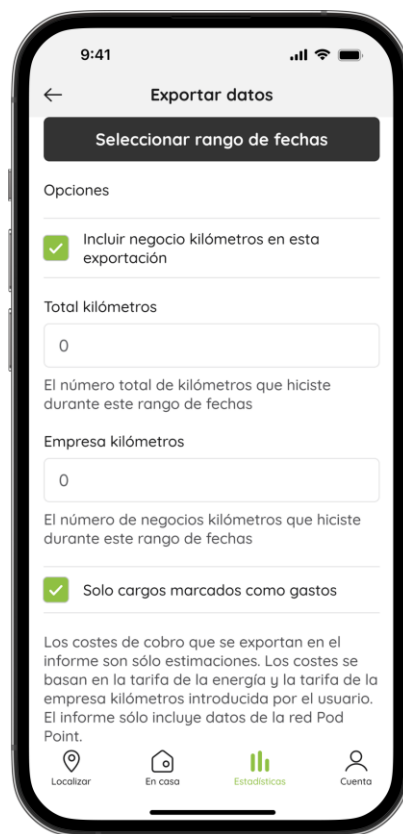 9:41
Exportar datos
Seleccionar rango de fechas
Opciones
Incluir negocio kilómetros en esta
exportación
Total kilómetros
0
El número total de kilómetros que hiciste
durante este rango de fechas
Empresa kilómetros
0
El número de negocios kilómetros que hiciste
durante este rango de fechas
Solo cargos marcados como gastos
Los costes de cobro que se exportan en el
informe son sólo estimaciones. Los costes se
basan en la tarifa de la energía y la tarifa de la
empresa kilómetros introducida por el usuario.
El informe sólo incluye datos de la red Pod
Point.
Localizar
En casa
Estadísticas
Cuenta